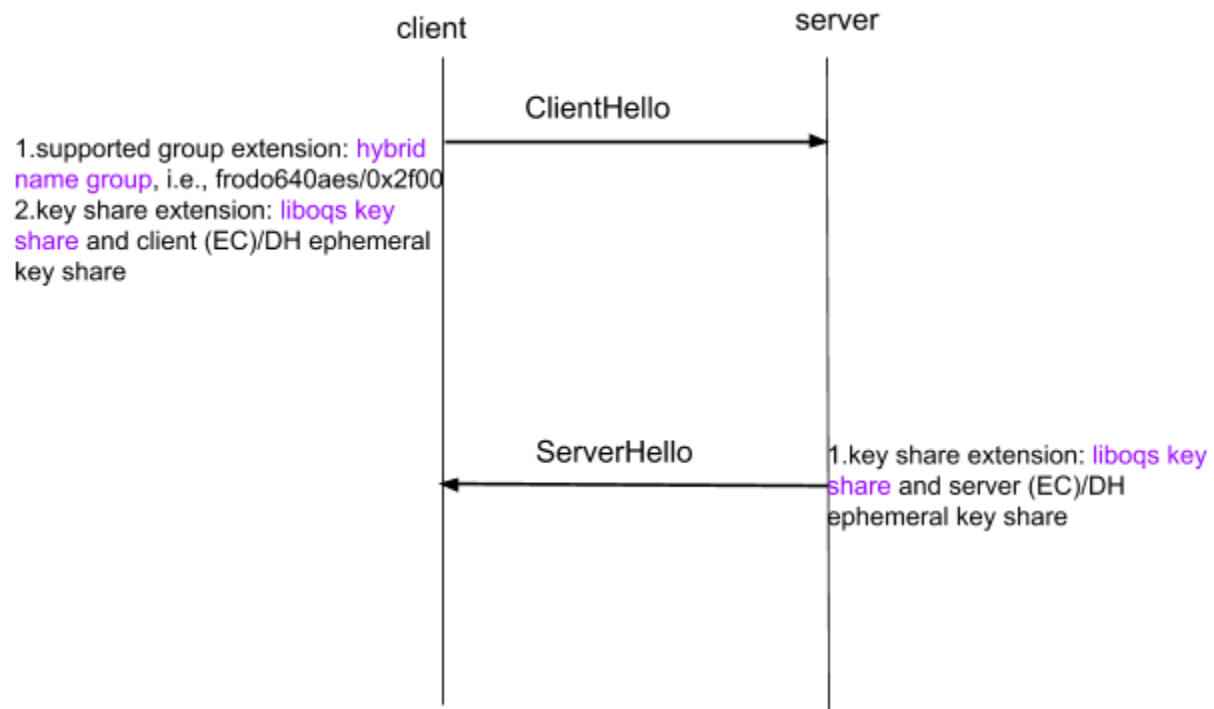 client
server
ClientHello
1.supported group extension: hybrid
name group, i.e., frodo640aes/0x2f00
2.key share extension: liboqs key
share and client (EC)/DH ephemeral
key share
ServerHello
1.key share extension: liboqs key
share and server (EC)/DH
ephemeral key share